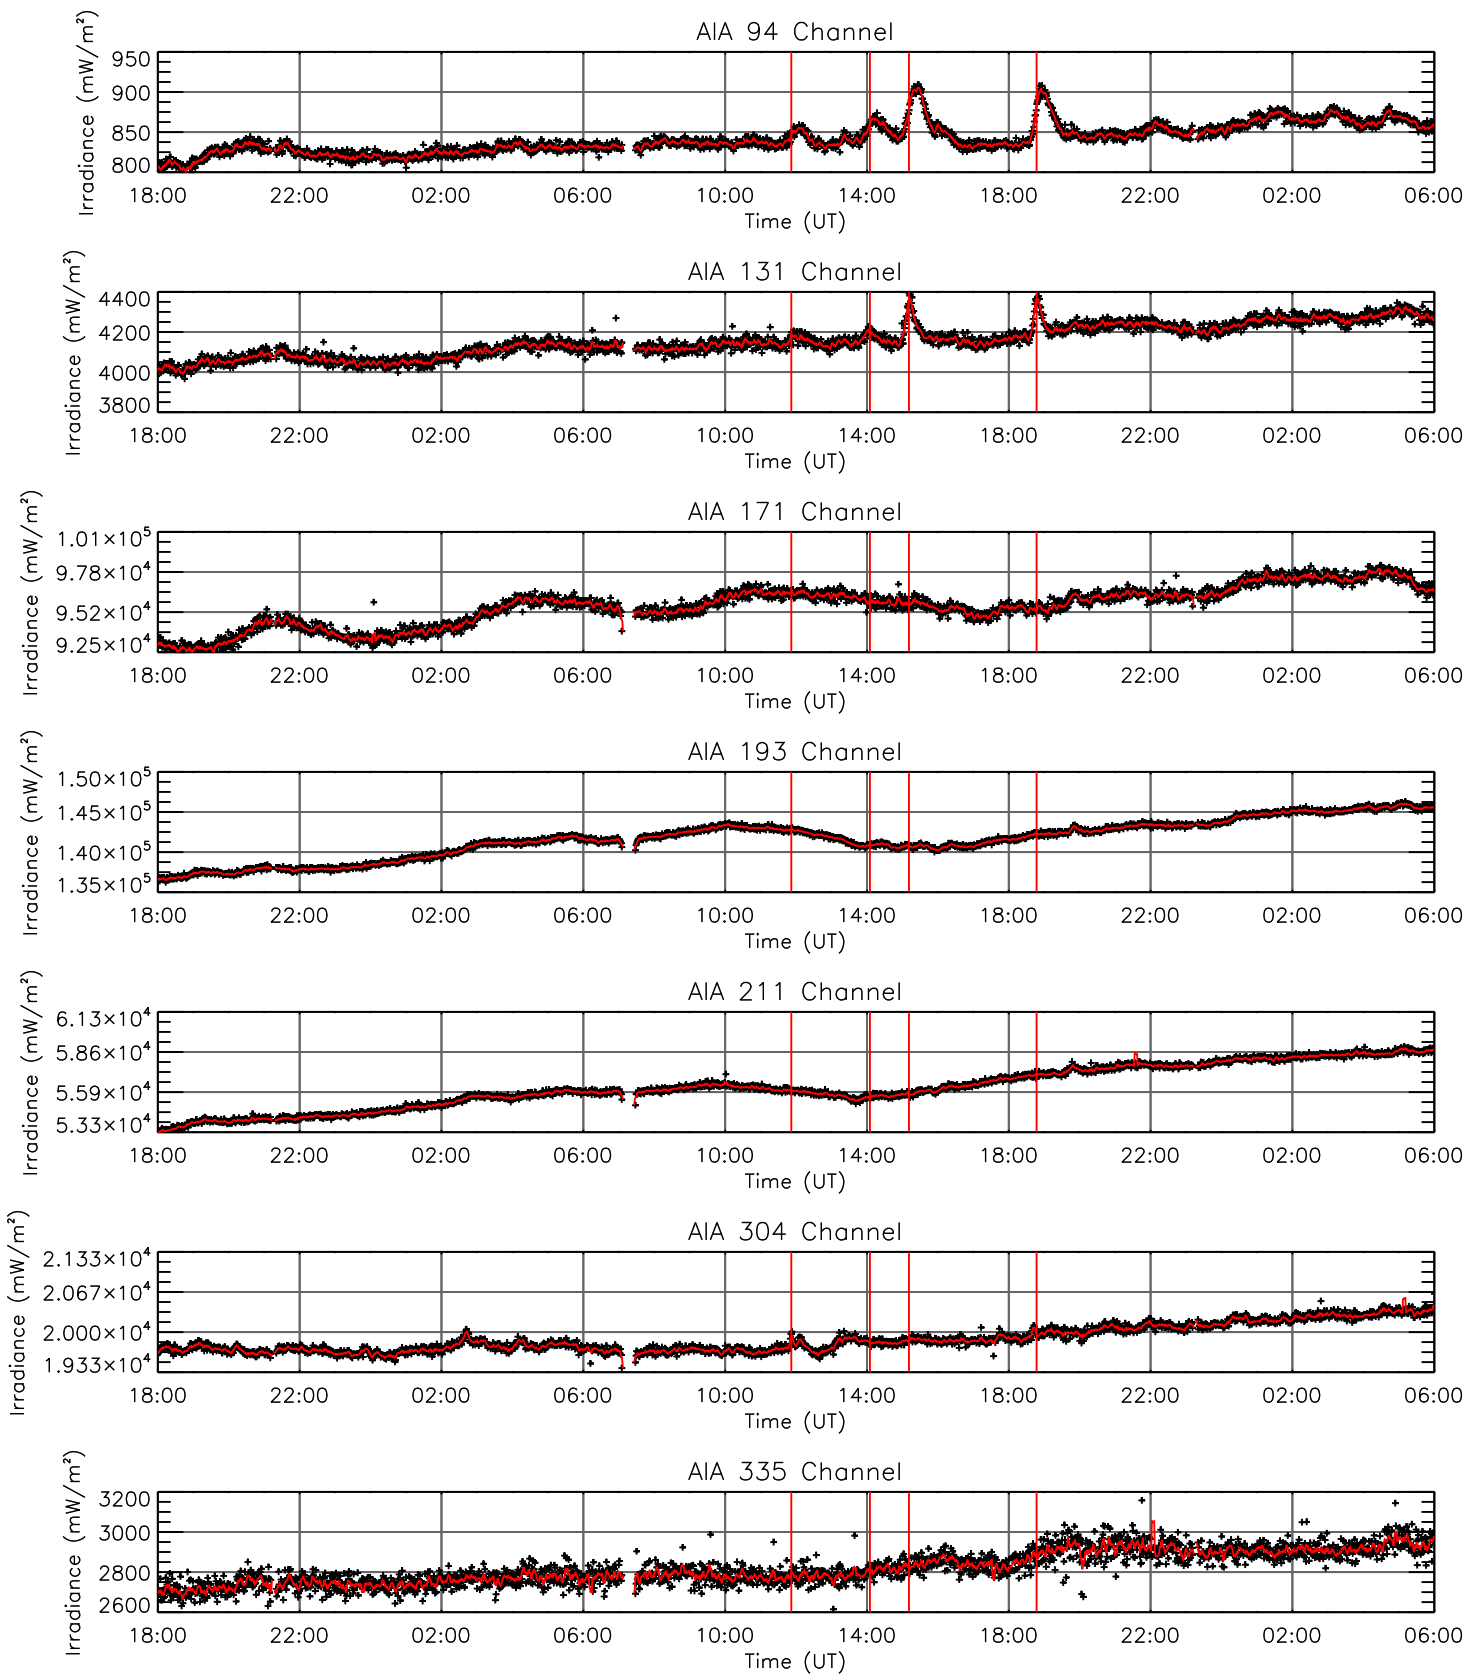 AIA 94 Channel
Irradiance (mW/m²)
950
900
850
800
18:00 22:00 02:00 06:00 10:00 14:00 18:00 22:00 02:00 06:00
Time (UT)
AIA 131 Channel
Irradiance (mW/m²)
4400
4200
4000
3800
18:00 22:00 02:00 06:00 10:00 14:00 18:00 22:00 02:00 06:00
Time (UT)
AIA 171 Channel
Irradiance (mW/m²)
1.01×10⁵
9.78×10⁴
9.52×10⁴
9.25×10⁴
18:00 22:00 02:00 06:00 10:00 14:00 18:00 22:00 02:00 06:00
Time (UT)
AIA 193 Channel
Irradiance (mW/m²)
1.50×10⁵
1.45×10⁵
1.40×10⁵
1.35×10⁵
18:00 22:00 02:00 06:00 10:00 14:00 18:00 22:00 02:00 06:00
Time (UT)
AIA 211 Channel
Irradiance (mW/m²)
6.13×10⁴
5.86×10⁴
5.59×10⁴
5.33×10⁴
18:00 22:00 02:00 06:00 10:00 14:00 18:00 22:00 02:00 06:00
Time (UT)
AIA 304 Channel
Irradiance (mW/m²)
2.133×10⁴
2.067×10⁴
2.000×10⁴
1.933×10⁴
18:00 22:00 02:00 06:00 10:00 14:00 18:00 22:00 02:00 06:00
Time (UT)
AIA 335 Channel
Irradiance (mW/m²)
3200
3000
2800
2600
18:00 22:00 02:00 06:00 10:00 14:00 18:00 22:00 02:00 06:00
Time (UT)